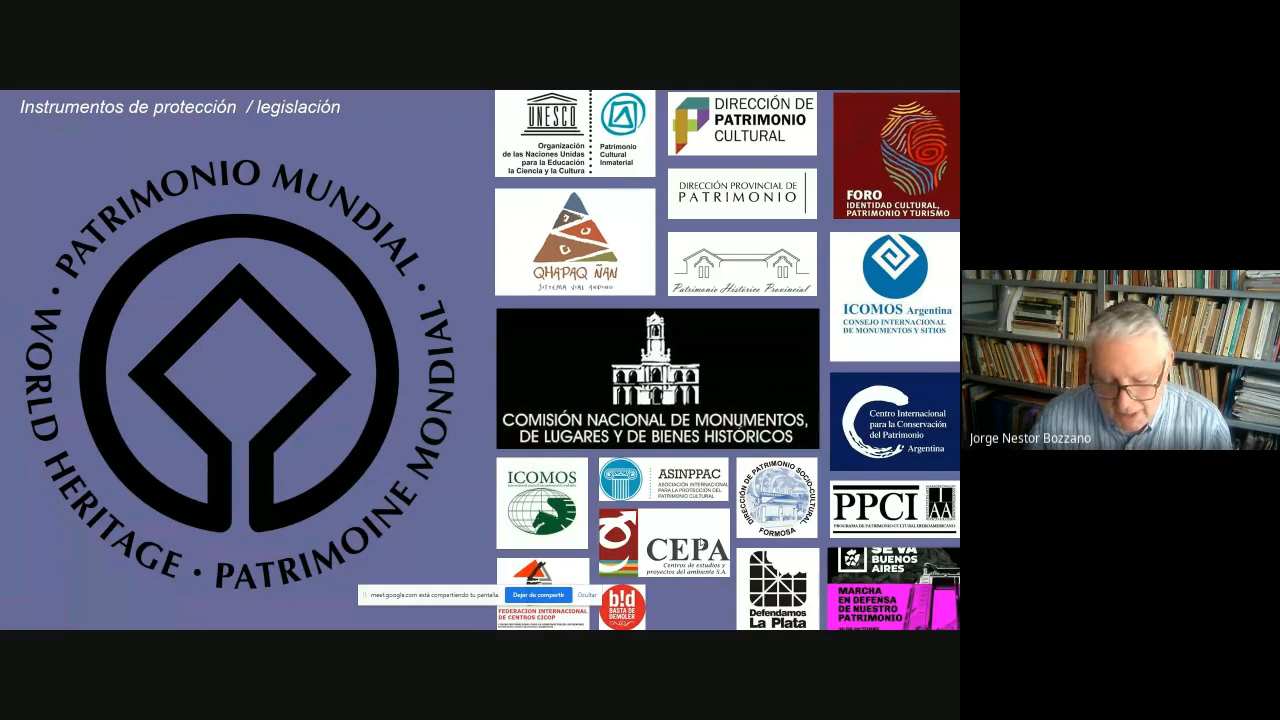 Instrumentos de protección / legislación
· PATRIMONIO MUNDIAL · WORLD HERITAGE · PATRIMOINE MONDIAL
UNESCO
Organización
de las Naciones Unidas
para la Educación
la Ciencia y la Cultura
Patrimonio
Cultural
Inmaterial
DIRECCIÓN DE
PATRIMONIO
CULTURAL
FORO
IDENTIDAD CULTURAL,
PATRIMONIO Y TURISMO
DIRECCIÓN PROVINCIAL DE
PATRIMONIO
QHAPAQ ÑAN
SISTEMA VIAL ANDINO
Patrimonio Histórico Provincial
ICOMOS Argentina
CONSEJO INTERNACIONAL
DE MONUMENTOS Y SITIOS
COMISIÓN NACIONAL DE MONUMENTOS,
DE LUGARES Y DE BIENES HISTÓRICOS
Centro Internacional
para la Conservación
del Patrimonio
Argentina
Jorge Nestor Bozzano
ICOMOS
ASINPPAC
ASOCIACIÓN INTERNACIONAL
PARA LA PROTECCIÓN DEL
PATRIMONIO CULTURAL
DIRECCIÓN DE PATRIMONIO SOCIO-CULTURAL
FORMOSA
PPCI
PROGRAMA DE PATRIMONIO CULTURAL IBEROAMERICANO
CEPA
Centros de estudios y
proyectos del ambiente S.A.
SE VA
BUENOS
AIRES
MARCHA
EN DEFENSA
DE NUESTRO
PATRIMONIO
meet.google.com está compartiendo tu pantalla.
Dejar de compartir
Ocultar
FEDERACIÓN INTERNACIONAL
DE CENTROS CICOP
b!d
BASTA DE
DEMOLER
Defendamos
La Plata